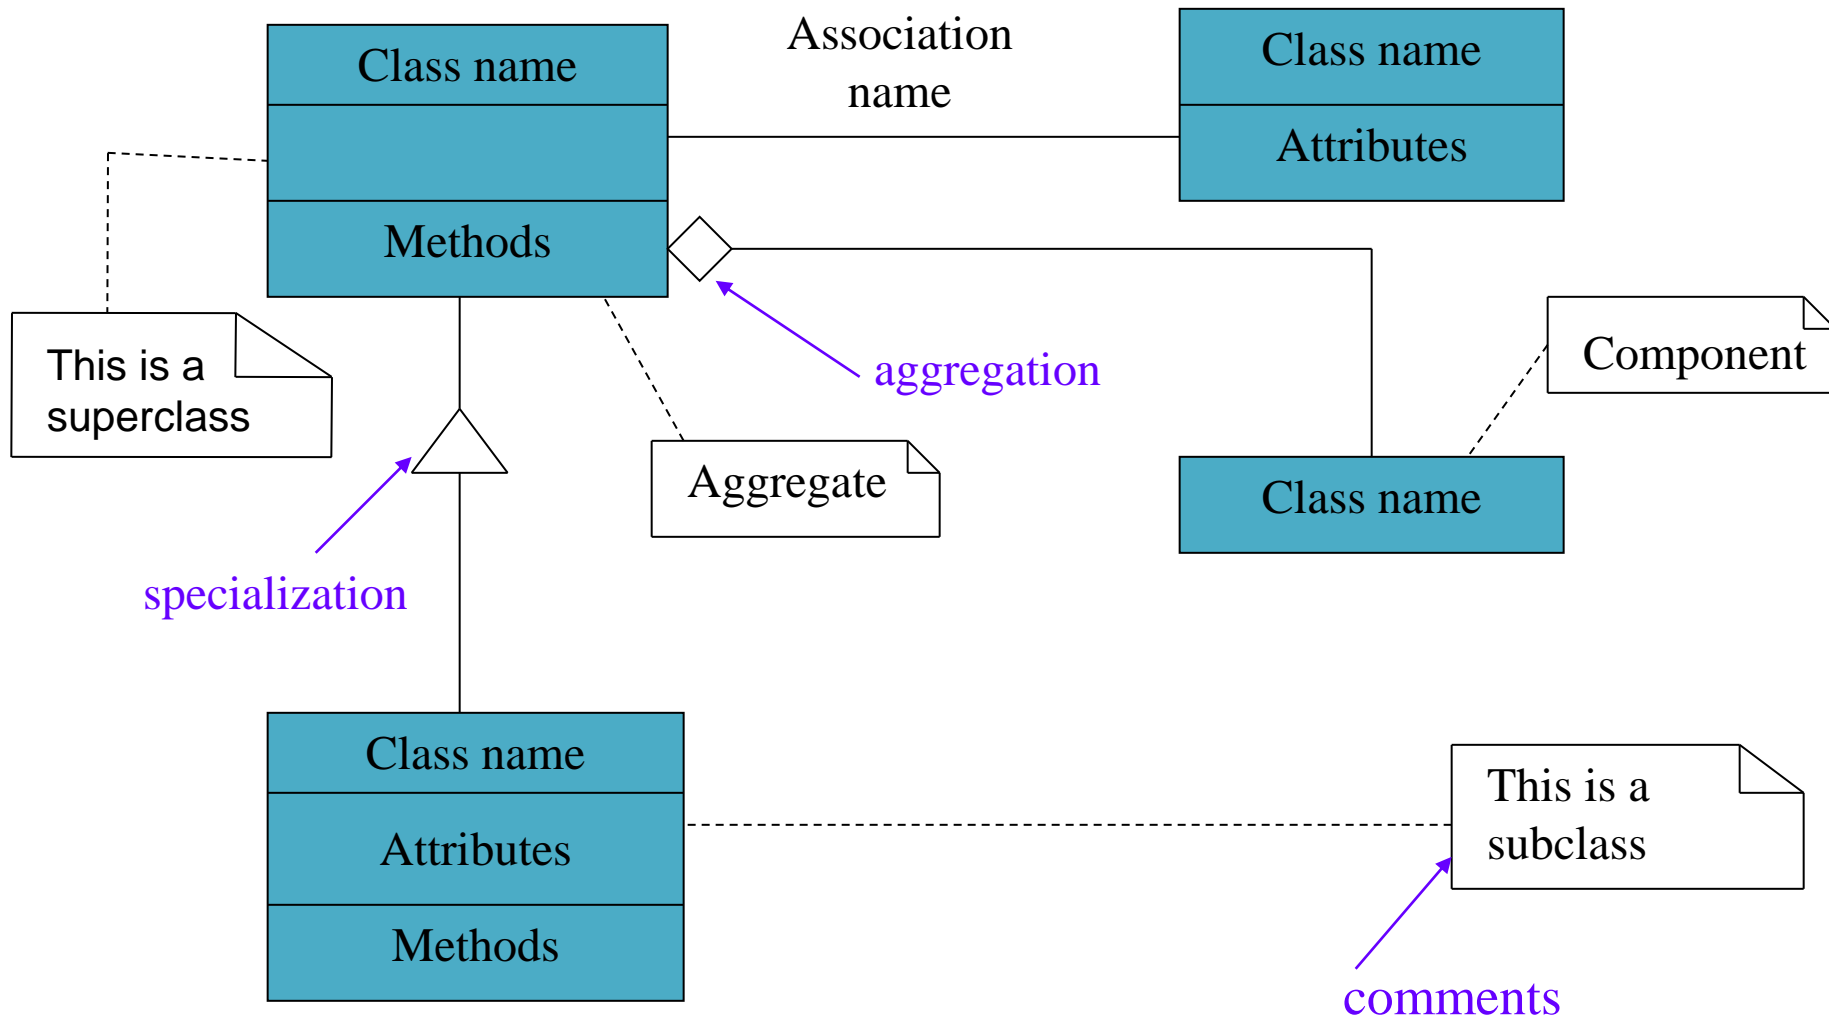 Class name
Methods
Association
name
Class name
Attributes
This is a
superclass
aggregation
Component
Aggregate
Class name
specialization
Class name
Attributes
Methods
This is a
subclass
comments